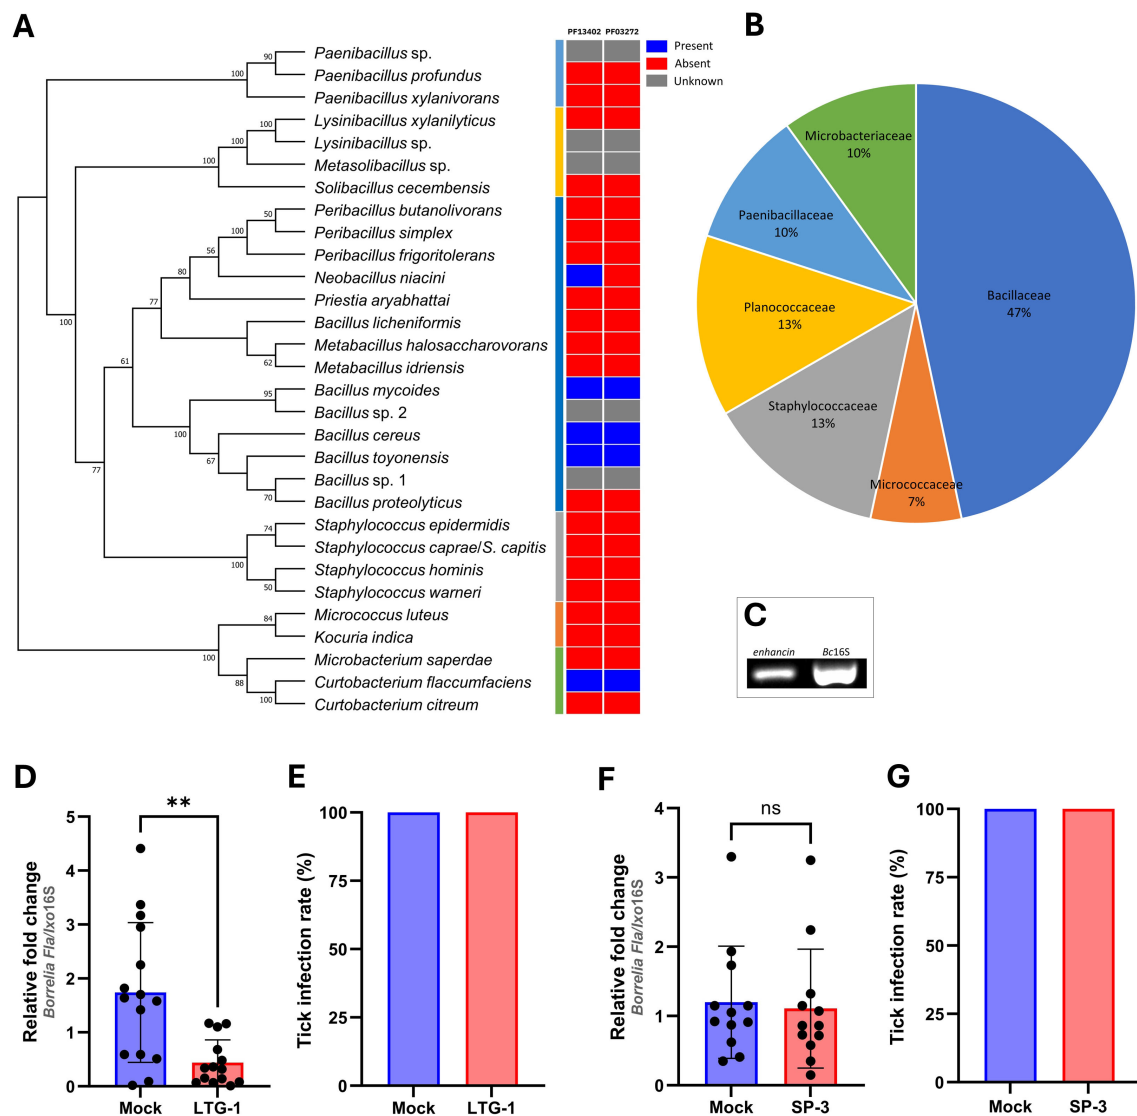 A
PF13402 PF03272
Present
Absent
Unknown
Paenibacillus sp.
Paenibacillus profundus
Paenibacillus xylanivorans
Lysinibacillus xylanilyticus
Lysinibacillus sp.
Metasolibacillus sp.
Solibacillus cecembensis
Peribacillus butanolivorans
Peribacillus simplex
Peribacillus frigoritolerans
Neobacillus niacini
Priestia aryabhattai
Bacillus licheniformis
Metabacillus halosaccharovorans
Metabacillus idriensis
Bacillus mycoides
Bacillus sp. 2
Bacillus cereus
Bacillus toyonensis
Bacillus sp. 1
Bacillus proteolyticus
Staphylococcus epidermidis
Staphylococcus caprae/S. capitis
Staphylococcus hominis
Staphylococcus warneri
Micrococcus luteus
Kocuria indica
Microbacterium saperdae
Curtobacterium flaccumfaciens
Curtobacterium citreum
90
100
100
100
100
50
100
56
80
77
62
61
95
100
67
70
100
77
74
100
50
84
100
88
100
B
Microbacteriaceae
10%
Paenibacillaceae
10%
Planococcaceae
13%
Staphylococcaceae
13%
Micrococcaceae
7%
Bacillaceae
47%
C
enhancin Bc16S
D
Relative fold change
Borrelia Fla/Ixo16S
5
4
3
2
1
0
**
Mock LTG-1
E
Tick infection rate (%)
100
75
50
25
0
Mock LTG-1
F
Relative fold change
Borrelia Fla/Ixo16S
4
3
2
1
0
ns
Mock SP-3
G
Tick infection rate (%)
100
75
50
25
0
Mock SP-3